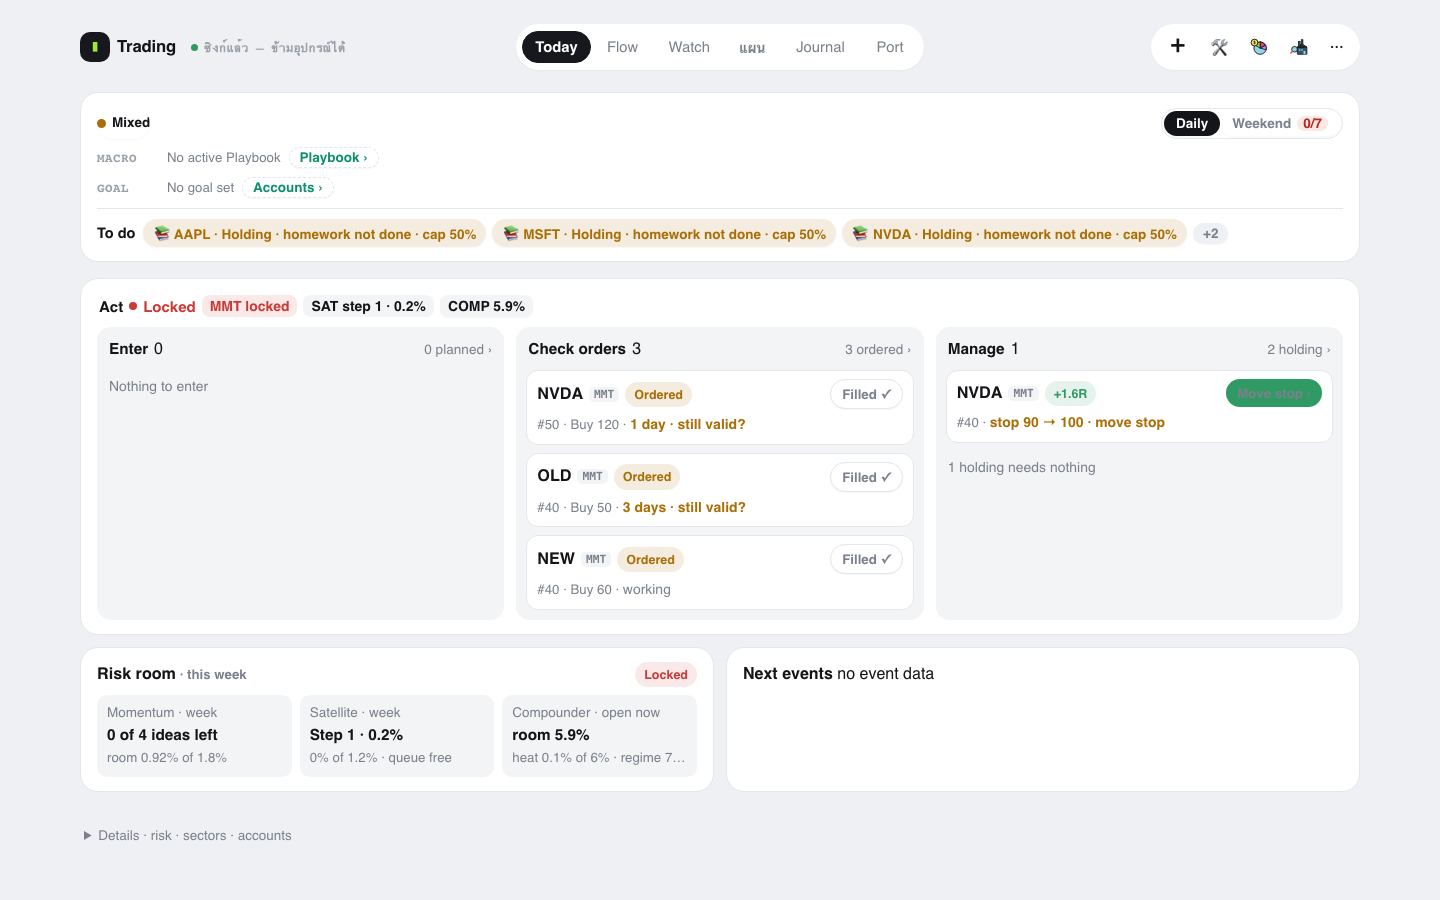 Trading
ซิงก์แล้ว — ข้ามอุปกรณ์ได้
Today Flow Watch แผน Journal Port
+ ···
Mixed
Daily Weekend 0/7
MACRO No active Playbook Playbook ›
GOAL No goal set Accounts ›
To do AAPL · Holding · homework not done · cap 50% MSFT · Holding · homework not done · cap 50% NVDA · Holding · homework not done · cap 50% +2
Act Locked MMT locked SAT step 1 · 0.2% COMP 5.9%
Enter 0 0 planned ›
Nothing to enter
Check orders 3 3 ordered ›
NVDA MMT Ordered Filled ✓
#50 · Buy 120 · 1 day · still valid?
OLD MMT Ordered Filled ✓
#40 · Buy 50 · 3 days · still valid?
NEW MMT Ordered Filled ✓
#40 · Buy 60 · working
Manage 1 2 holding ›
NVDA MMT +1.6R Move stop ›
#40 · stop 90 → 100 · move stop
1 holding needs nothing
Risk room · this week Locked
Momentum · week
0 of 4 ideas left
room 0.92% of 1.8%
Satellite · week
Step 1 · 0.2%
0% of 1.2% · queue free
Compounder · open now
room 5.9%
heat 0.1% of 6% · regime 7…
Next events no event data
▶ Details · risk · sectors · accounts